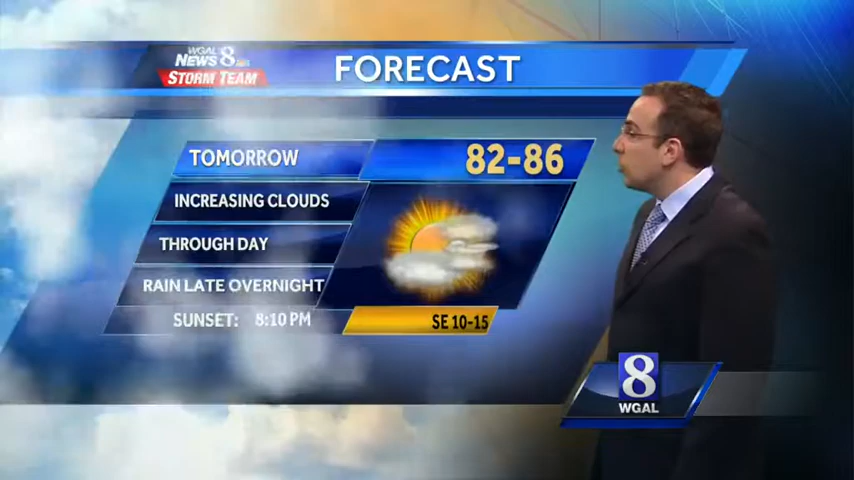 WGAL
NEWS 8
STORM TEAM
FORECAST
TOMORROW
82-86
INCREASING CLOUDS
THROUGH DAY
RAIN LATE OVERNIGHT
SUNSET: 8:10 PM
SE 10-15
8
WGAL